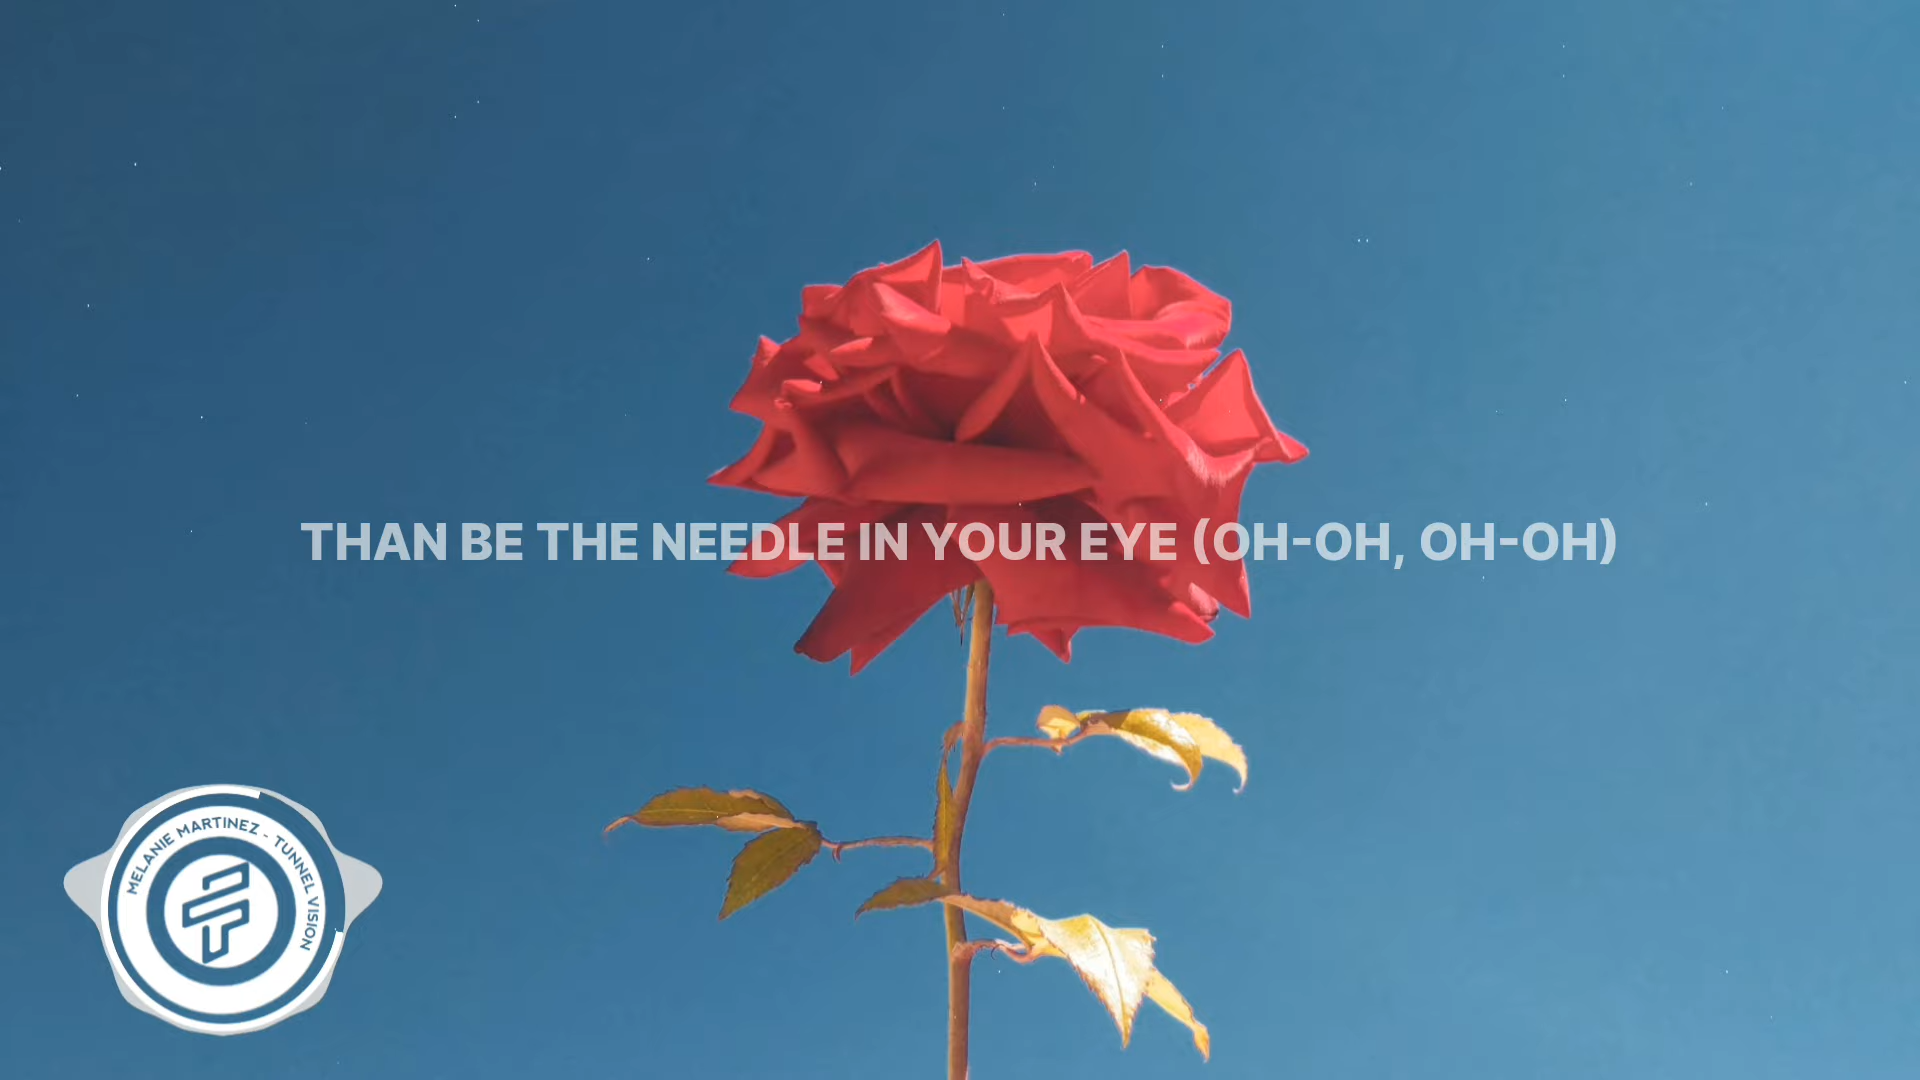 THAN BE THE NEEDLE IN YOUR EYE (OH-OH, OH-OH)
MELANIE MARTINEZ - TUNNEL VISION